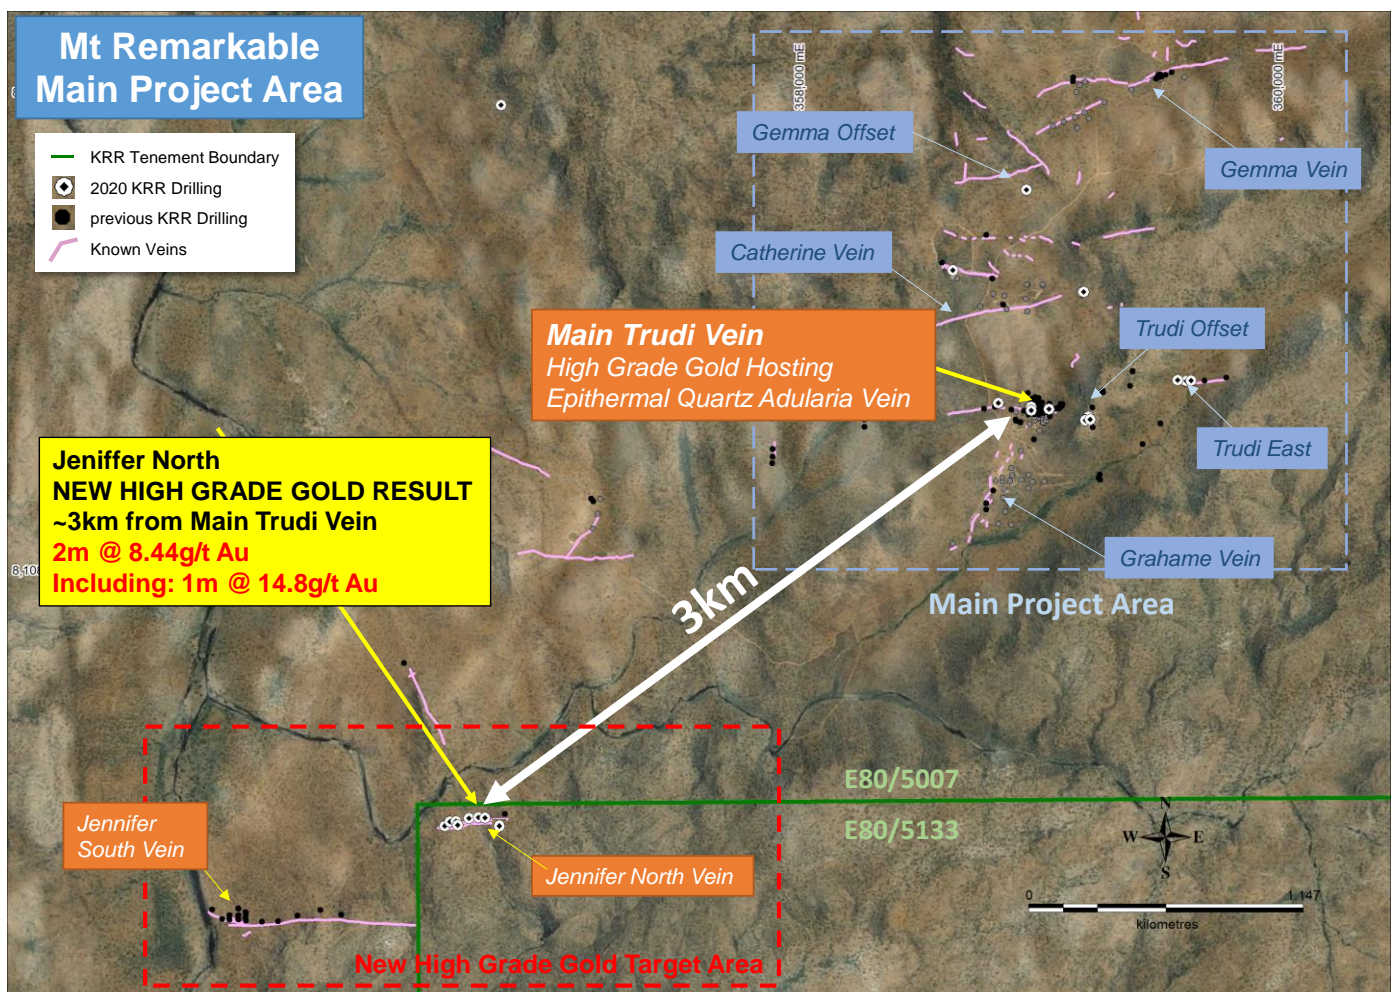 Mt Remarkable
Main Project Area
KRR Tenement Boundary
2020 KRR Drilling
previous KRR Drilling
Known Veins
358,000 mE
360,000 mE
Gemma Offset
Gemma Vein
Catherine Vein
Main Trudi Vein
High Grade Gold Hosting
Epithermal Quartz Adularia Vein
Trudi Offset
Trudi East
Grahame Vein
Main Project Area
Jeniffer North
NEW HIGH GRADE GOLD RESULT
~3km from Main Trudi Vein
2m @ 8.44g/t Au
Including: 1m @ 14.8g/t Au
8,108
3km
E80/5007
E80/5133
Jennifer
South Vein
Jennifer North Vein
New High Grade Gold Target Area
N
W
E
S
0
1.147
kilometres